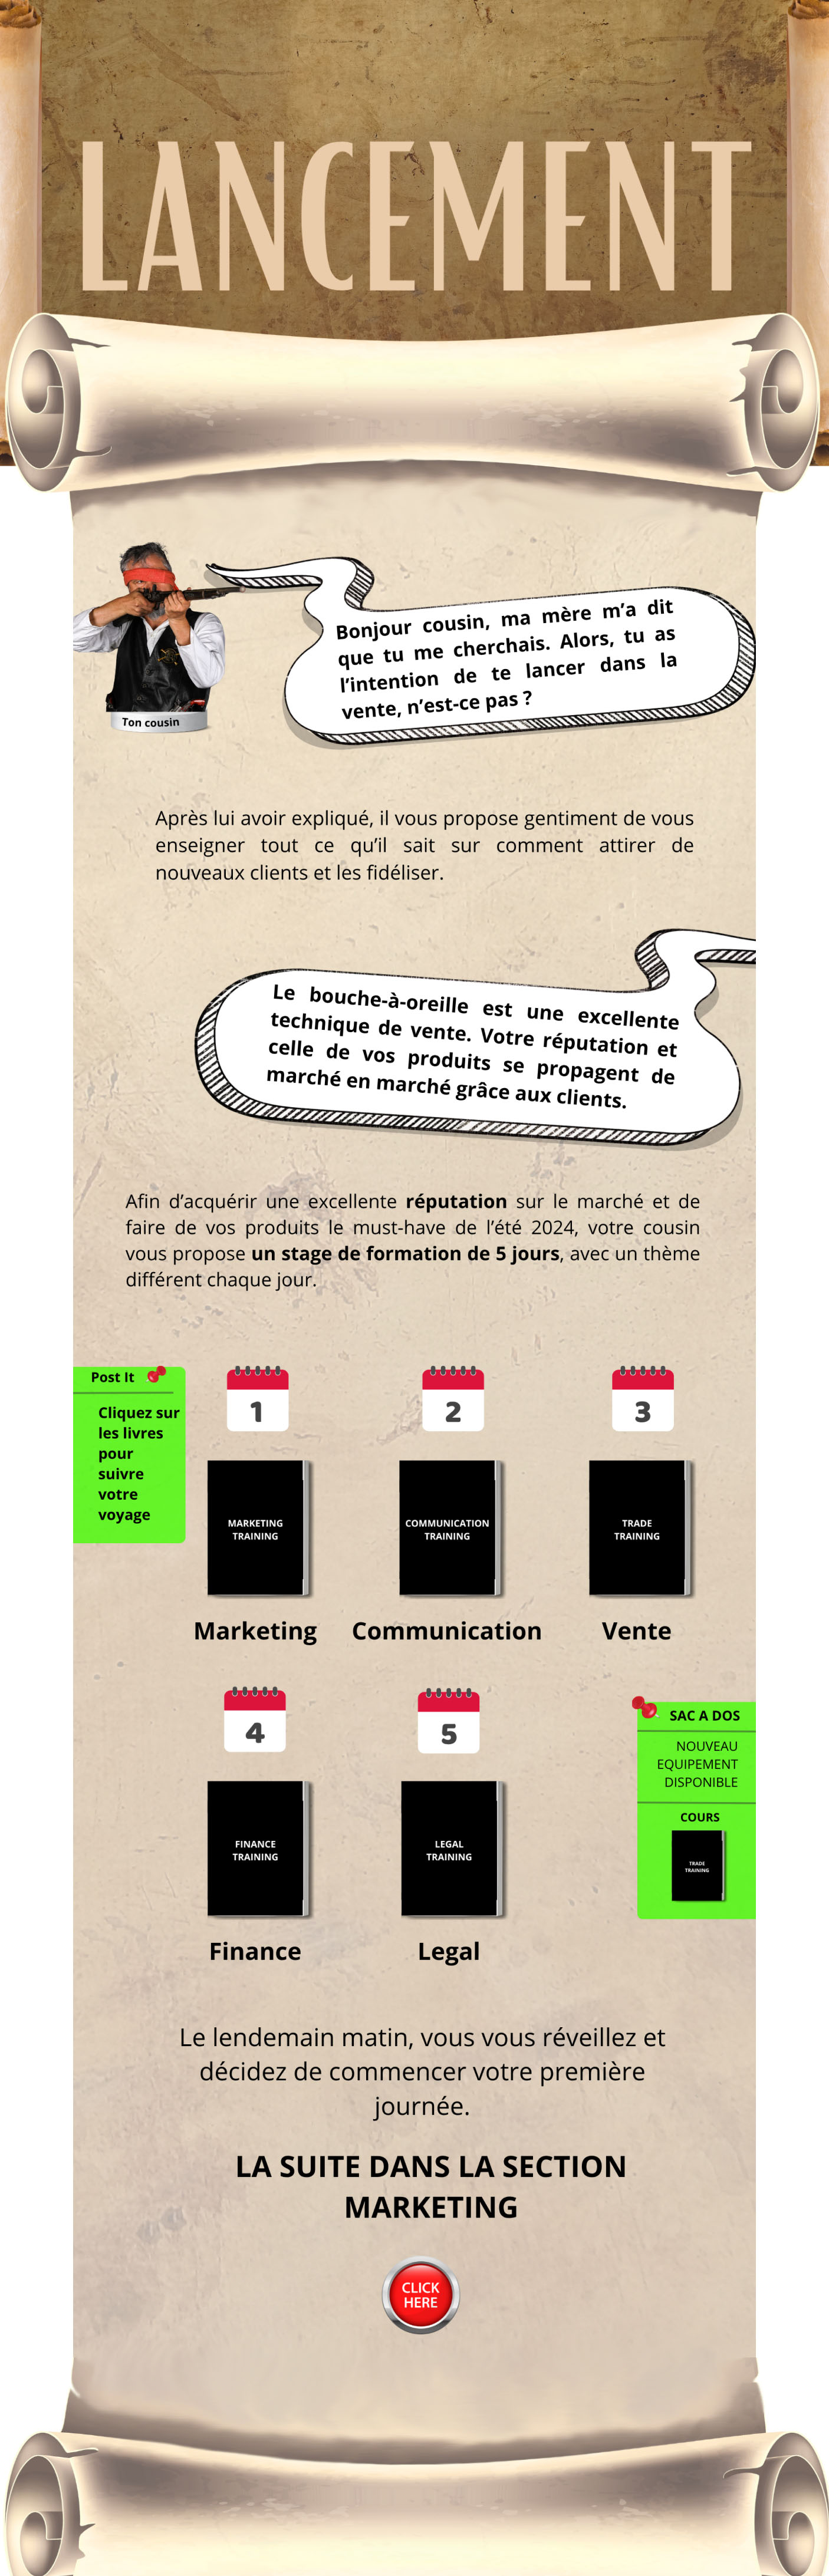 LANCEMENT
Bonjour cousin, ma mère m'a dit
que tu me cherchais. Alors, tu as
l'intention de te lancer dans la
vente, n'est-ce pas ?
Ton cousin
Après lui avoir expliqué, il vous propose gentiment de vous
enseigner tout ce qu'il sait sur comment attirer de
nouveaux clients et les fidéliser.
Le bouche-à-oreille est une excellente
technique de vente. Votre réputation et
celle de vos produits se propagent de
marché en marché grâce aux clients.
Afin d'acquérir une excellente réputation sur le marché et de
faire de vos produits le must-have de l'été 2024, votre cousin
vous propose un stage de formation de 5 jours, avec un thème
différent chaque jour.
Post It
Cliquez sur
les livres
pour
suivre
votre
voyage
1
2
3
MARKETING
TRAINING
COMMUNICATION
TRAINING
TRADE
TRAINING
Marketing
Communication
Vente
4
5
FINANCE
TRAINING
LEGAL
TRAINING
Finance
Legal
SAC A DOS
NOUVEAU
EQUIPEMENT
DISPONIBLE
COURS
TRADE
TRAINING
Le lendemain matin, vous vous réveillez et
décidez de commencer votre première
journée.
LA SUITE DANS LA SECTION
MARKETING
CLICK
HERE